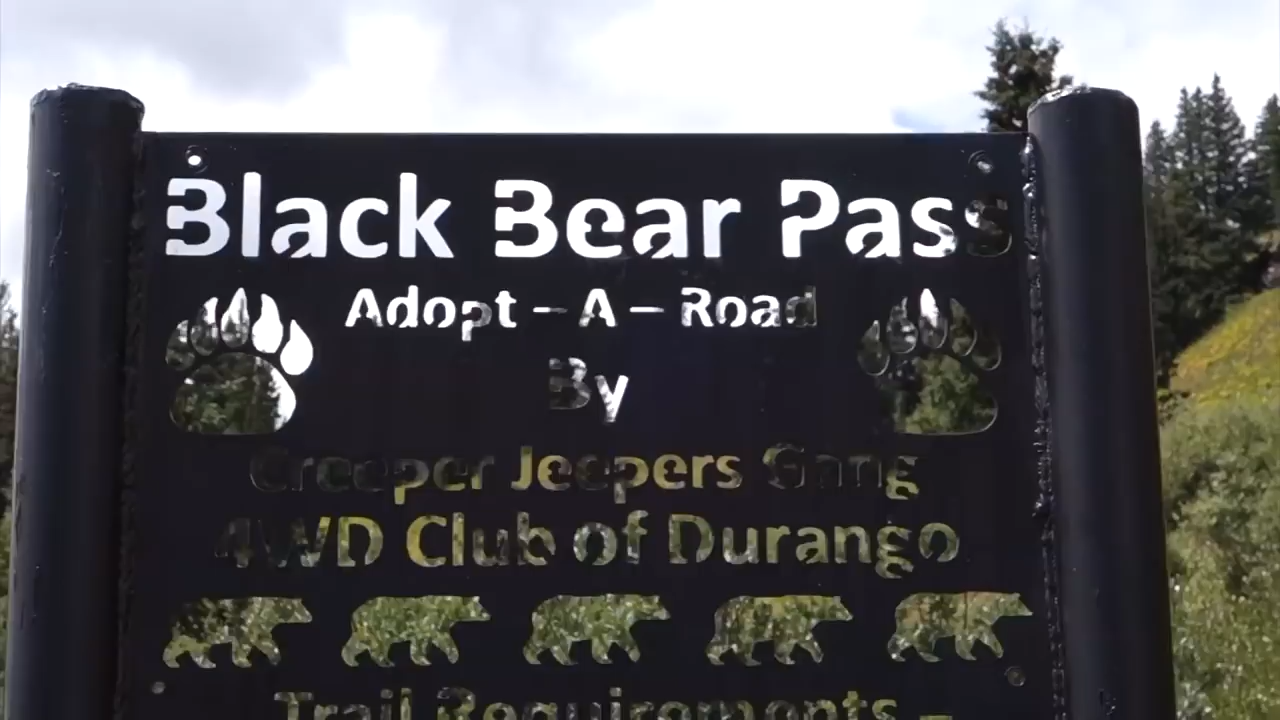 Black Bear Pass
Adopt - A - Road
By
Creeper Jeepers Gang
4WD Club of Durango
Trail Requirements -